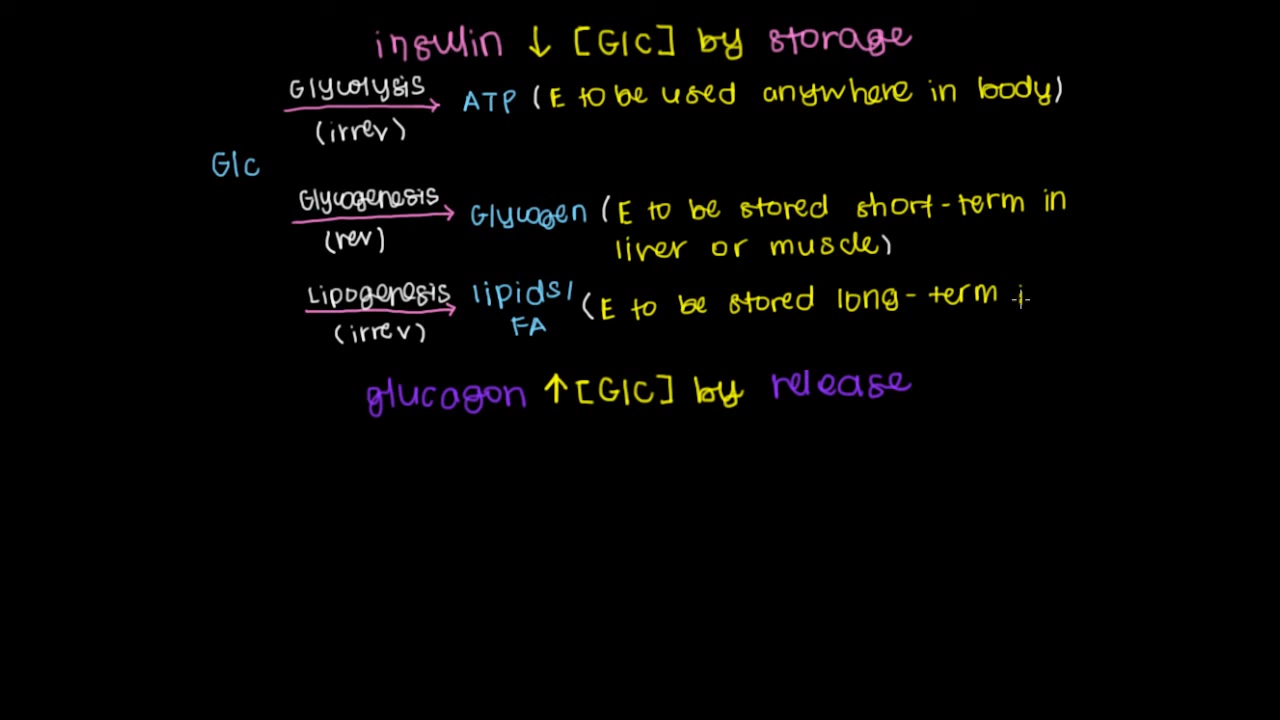 insulin ↓ [Glc] by storage
Glycolysis ATP (E to be used anywhere in body)
(irrev)
Glc
Glycogenesis Glycogen (E to be stored short-term in
(rev) liver or muscle)
Lipogenesis lipids/ (E to be stored long-term i
(irrev) FA
glucagon ↑ [Glc] by release